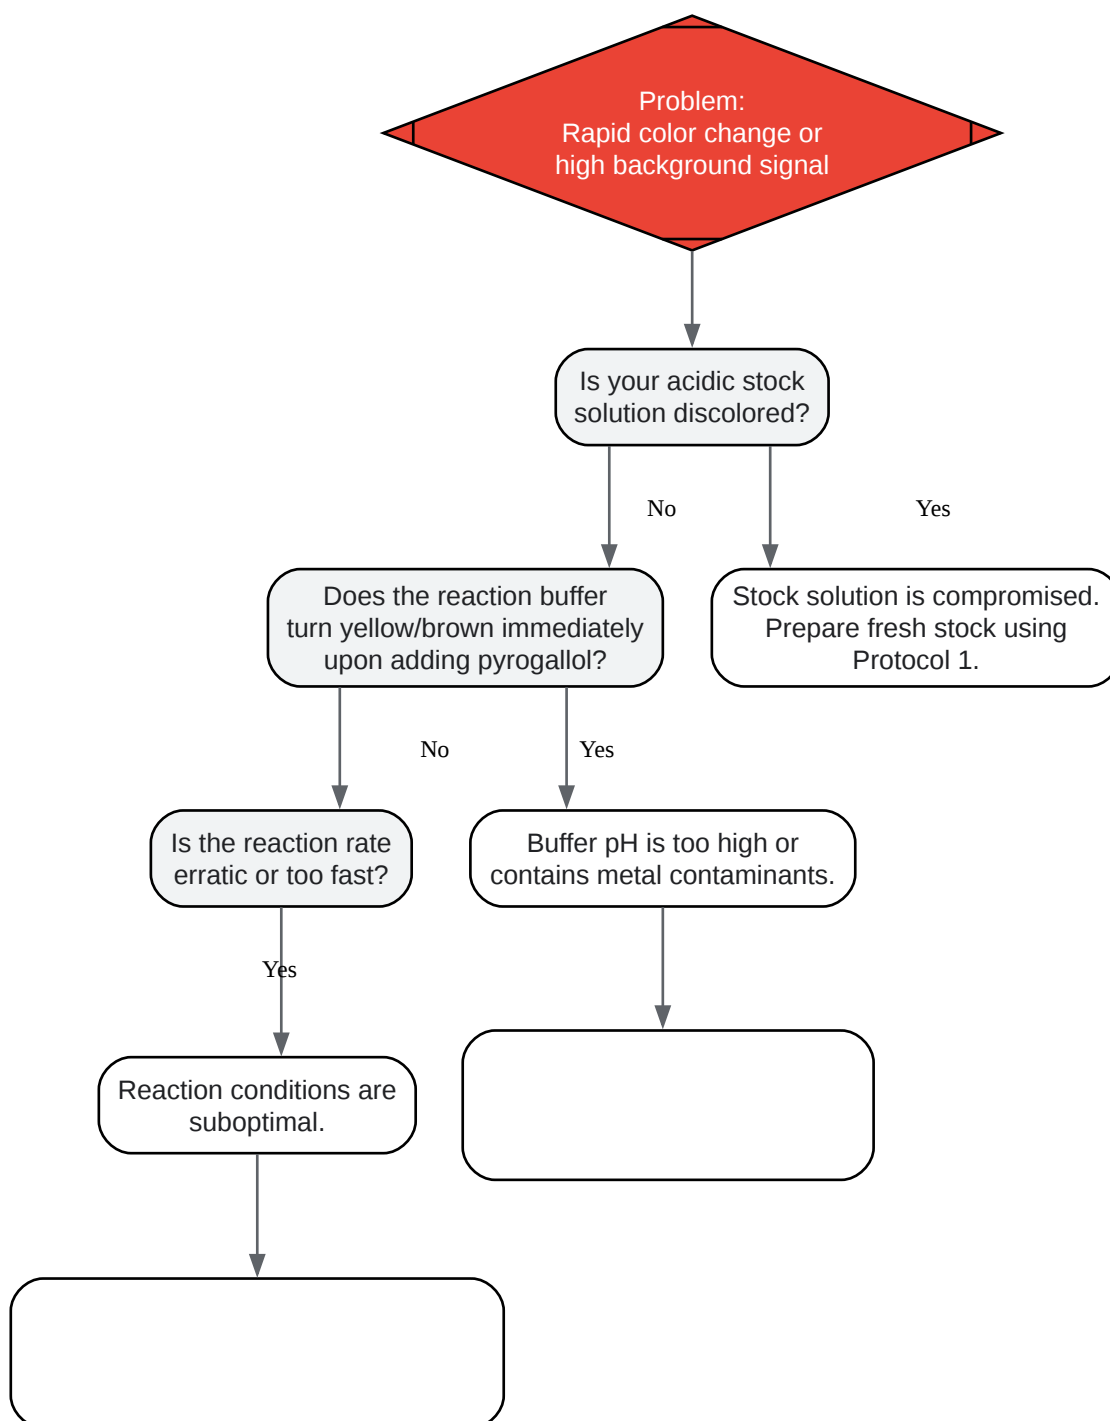 Problem:
Rapid color change or
high background signal
Is your acidic stock
solution discolored?
No
Yes
Does the reaction buffer
turn yellow/brown immediately
upon adding pyrogallol?
Stock solution is compromised.
Prepare fresh stock using
Protocol 1.
No
Yes
Is the reaction rate
erratic or too fast?
Buffer pH is too high or
contains metal contaminants.
Yes
Reaction conditions are
suboptimal.